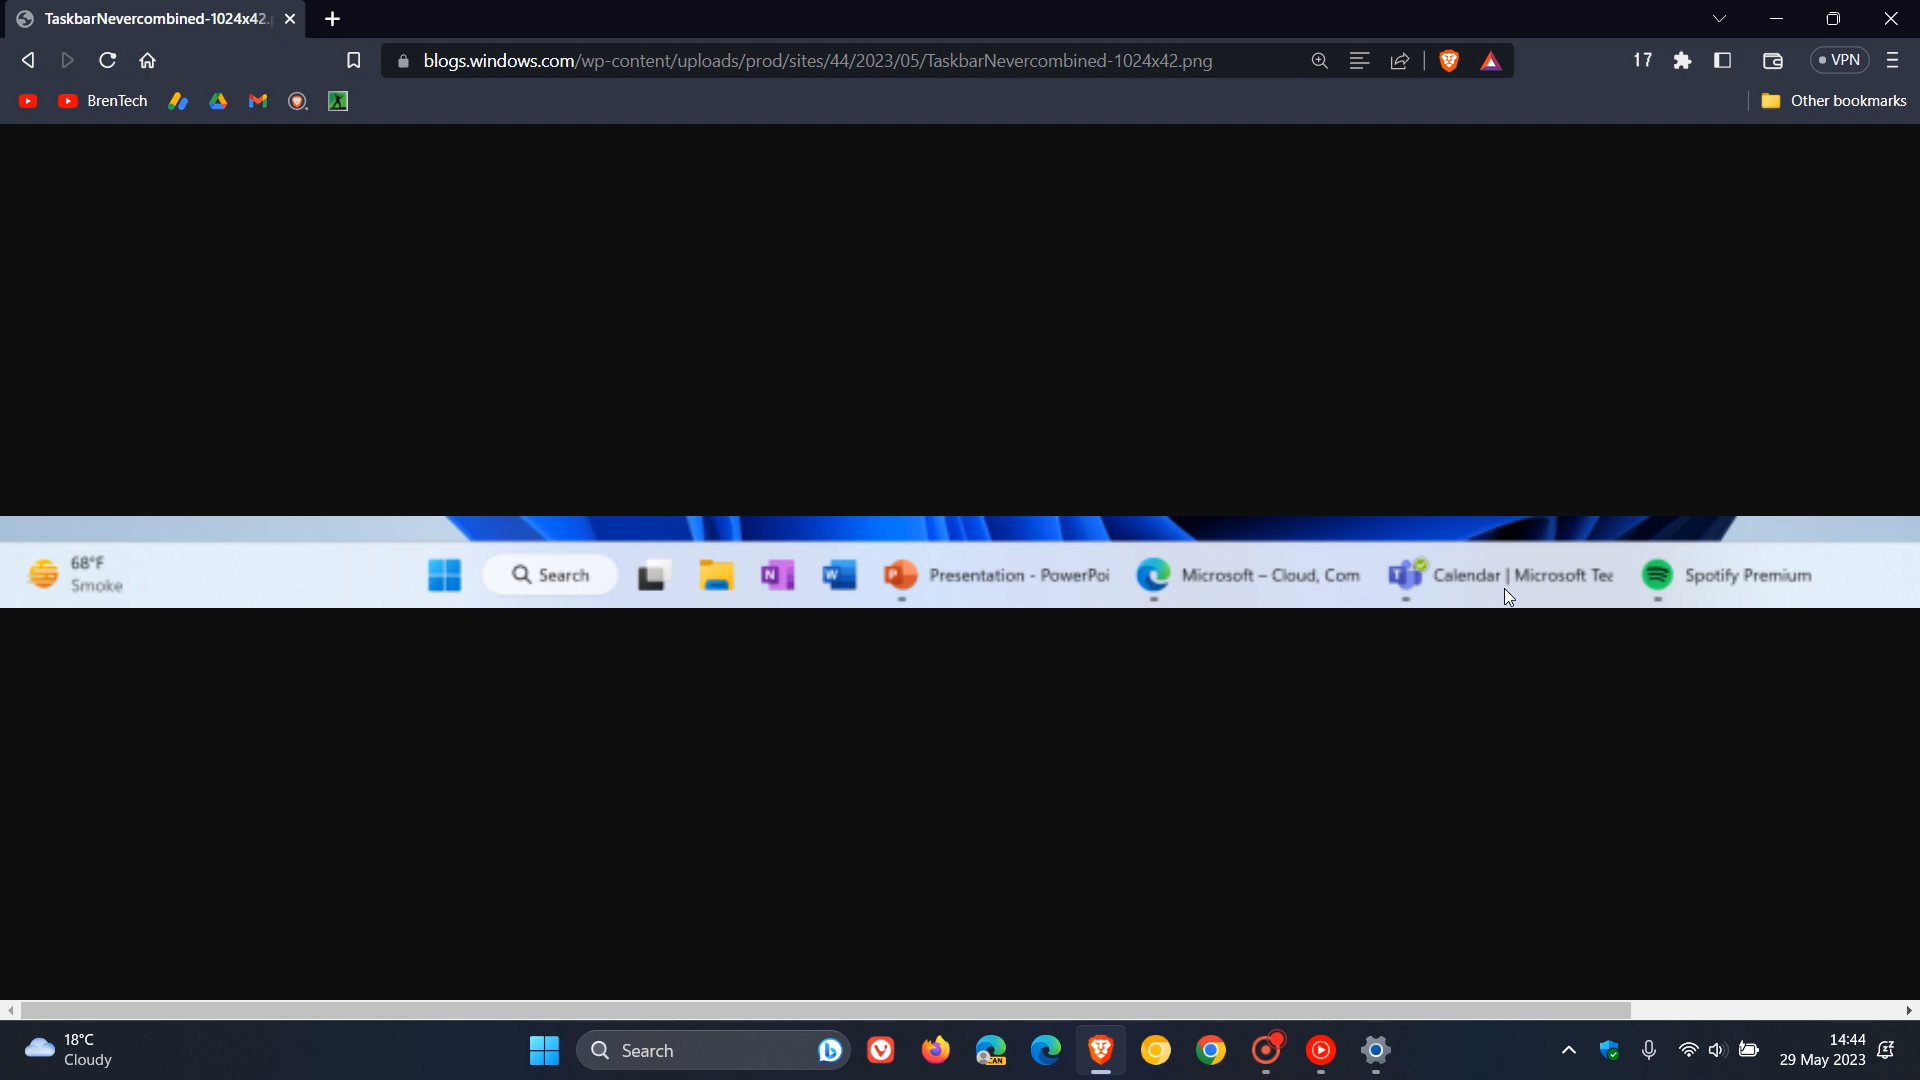 TaskbarNevercombined-1024x42.
blogs.windows.com/wp-content/uploads/prod/sites/44/2023/05/TaskbarNevercombined-1024x42.png
17
VPN
BrenTech
Other bookmarks
68°F
Smoke
Search
Presentation - PowerPoi
Microsoft – Cloud, Com
Calendar | Microsoft Tea
Spotify Premium
18°C
Cloudy
Search
CAN
14:44
29 May 2023